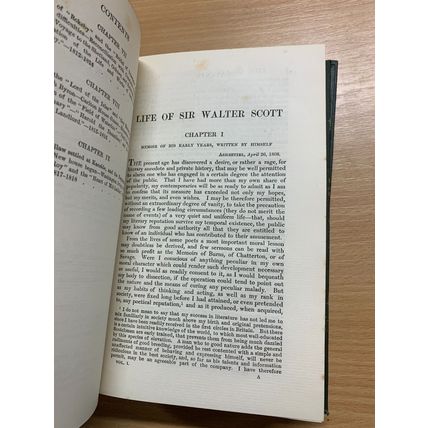 CONTENTS
CHAPTER VII
CHAPTER VIII
CHAPTER IX
LIFE OF SIR WALTER SCOTT
CHAPTER I
MEMOIR OF HIS EARLY YEARS, WRITTEN BY HIMSELF
ASHESTIEL, April 26, 1808.
THE present age has discovered a desire, or rather a rage, for
literary anecdote and private history, that may be well permitted
to alarm one who has engaged in a certain degree the attention
of the public. That I have had more than my own share of
popularity, my contemporaries will be as ready to admit as I am
to confess that its measure has exceeded not only my hopes,
but my merits, and even wishes. I may be therefore permitted,
without an extraordinary degree of vanity, to take the precaution
of recording a few leading circumstances (they do not merit the
name of events) of a very quiet and uniform life—that, should
my literary reputation survive my temporal existence, the public
may know from good authority all that they are entitled to
know of an individual who has contributed to their amusement.
From the lives of some poets a most important moral lesson
may doubtless be derived, and few sermons can be read with
so much profit as the Memoirs of Burns, of Chatterton, or of
Savage. Were I conscious of anything peculiar in my own
moral character which could render such development necessary
or useful, I would as readily consent to it, as I would bequeath
my body to dissection, if the operation could tend to point out
the nature and the means of curing any peculiar malady. But
as my habits of thinking and acting, as well as my rank in
society, were fixed long before I had attained, or even pretended
to, any poetical reputation,¹ and as it produced, when acquired,
¹ I do not mean to say that my success in literature has not led me to
mix familiarly in society much above my birth and original pretensions,
since I have been readily received in the first circles in Britain. But there
is a certain intuitive knowledge of the world, to which most well-educated
Scotchmen are early trained, that prevents them from being much dazzled
by this species of elevation. A man who to good nature adds the general
rudiments of good breeding, provided he rest contented with a simple and
unaffected manner of behaving and expressing himself, will never be
ridiculous in the best society, and, so far as his talents and information
permit, may be an agreeable part of the company. I have therefore
VOL. I.
A